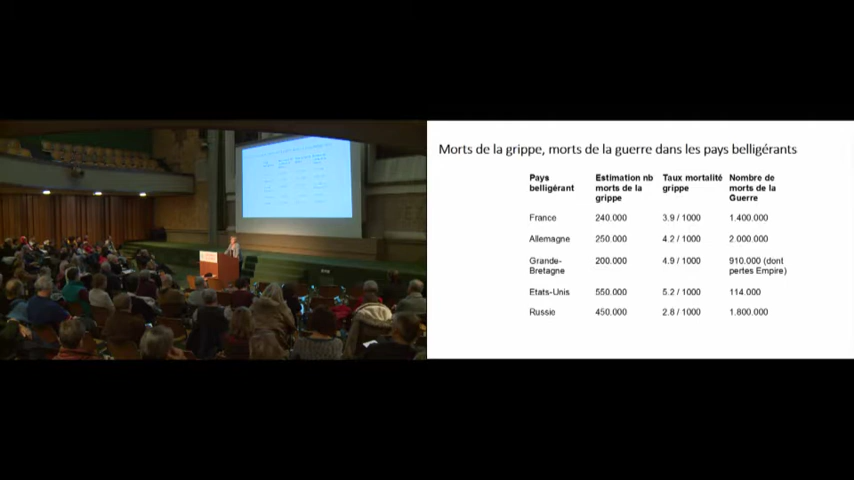 Morts de la grippe, morts de la guerre dans les pays belligérants
Pays belligérant Estimation nb morts de la grippe Taux mortalité grippe Nombre de morts de la Guerre
France 240.000 3.9 / 1000 1.400.000
Allemagne 250.000 4.2 / 1000 2.000.000
Grande-Bretagne 200.000 4.9 / 1000 910.000 (dont pertes Empire)
Etats-Unis 550.000 5.2 / 1000 114.000
Russie 450.000 2.8 / 1000 1.800.000